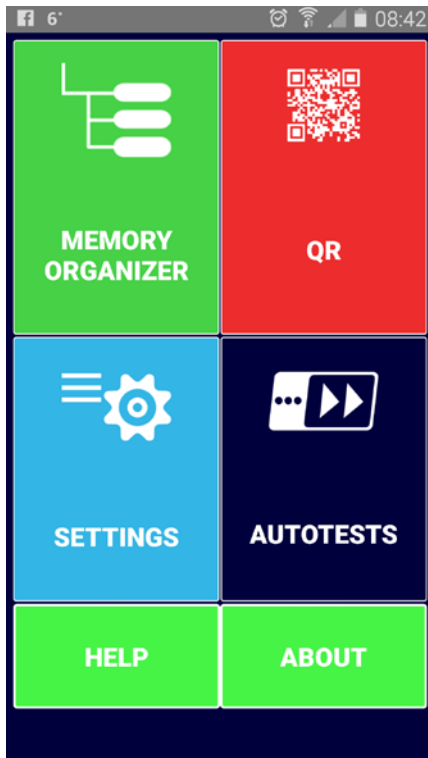 6° 08:42
MEMORY
ORGANIZER
QR
SETTINGS
AUTOTESTS
HELP
ABOUT